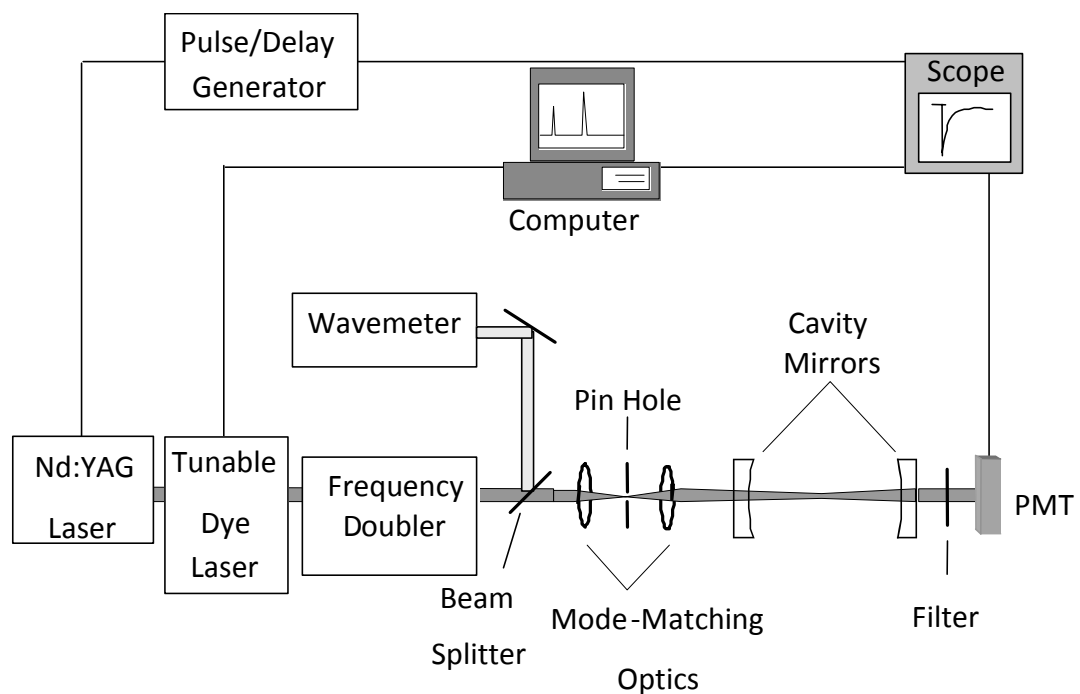 Pulse/Delay
Generator
Scope
Computer
Wavemeter
Cavity
Mirrors
Pin Hole
Nd:YAG
Laser
Tunable
Dye
Laser
Frequency
Doubler
PMT
Beam
Splitter
Mode-Matching
Optics
Filter